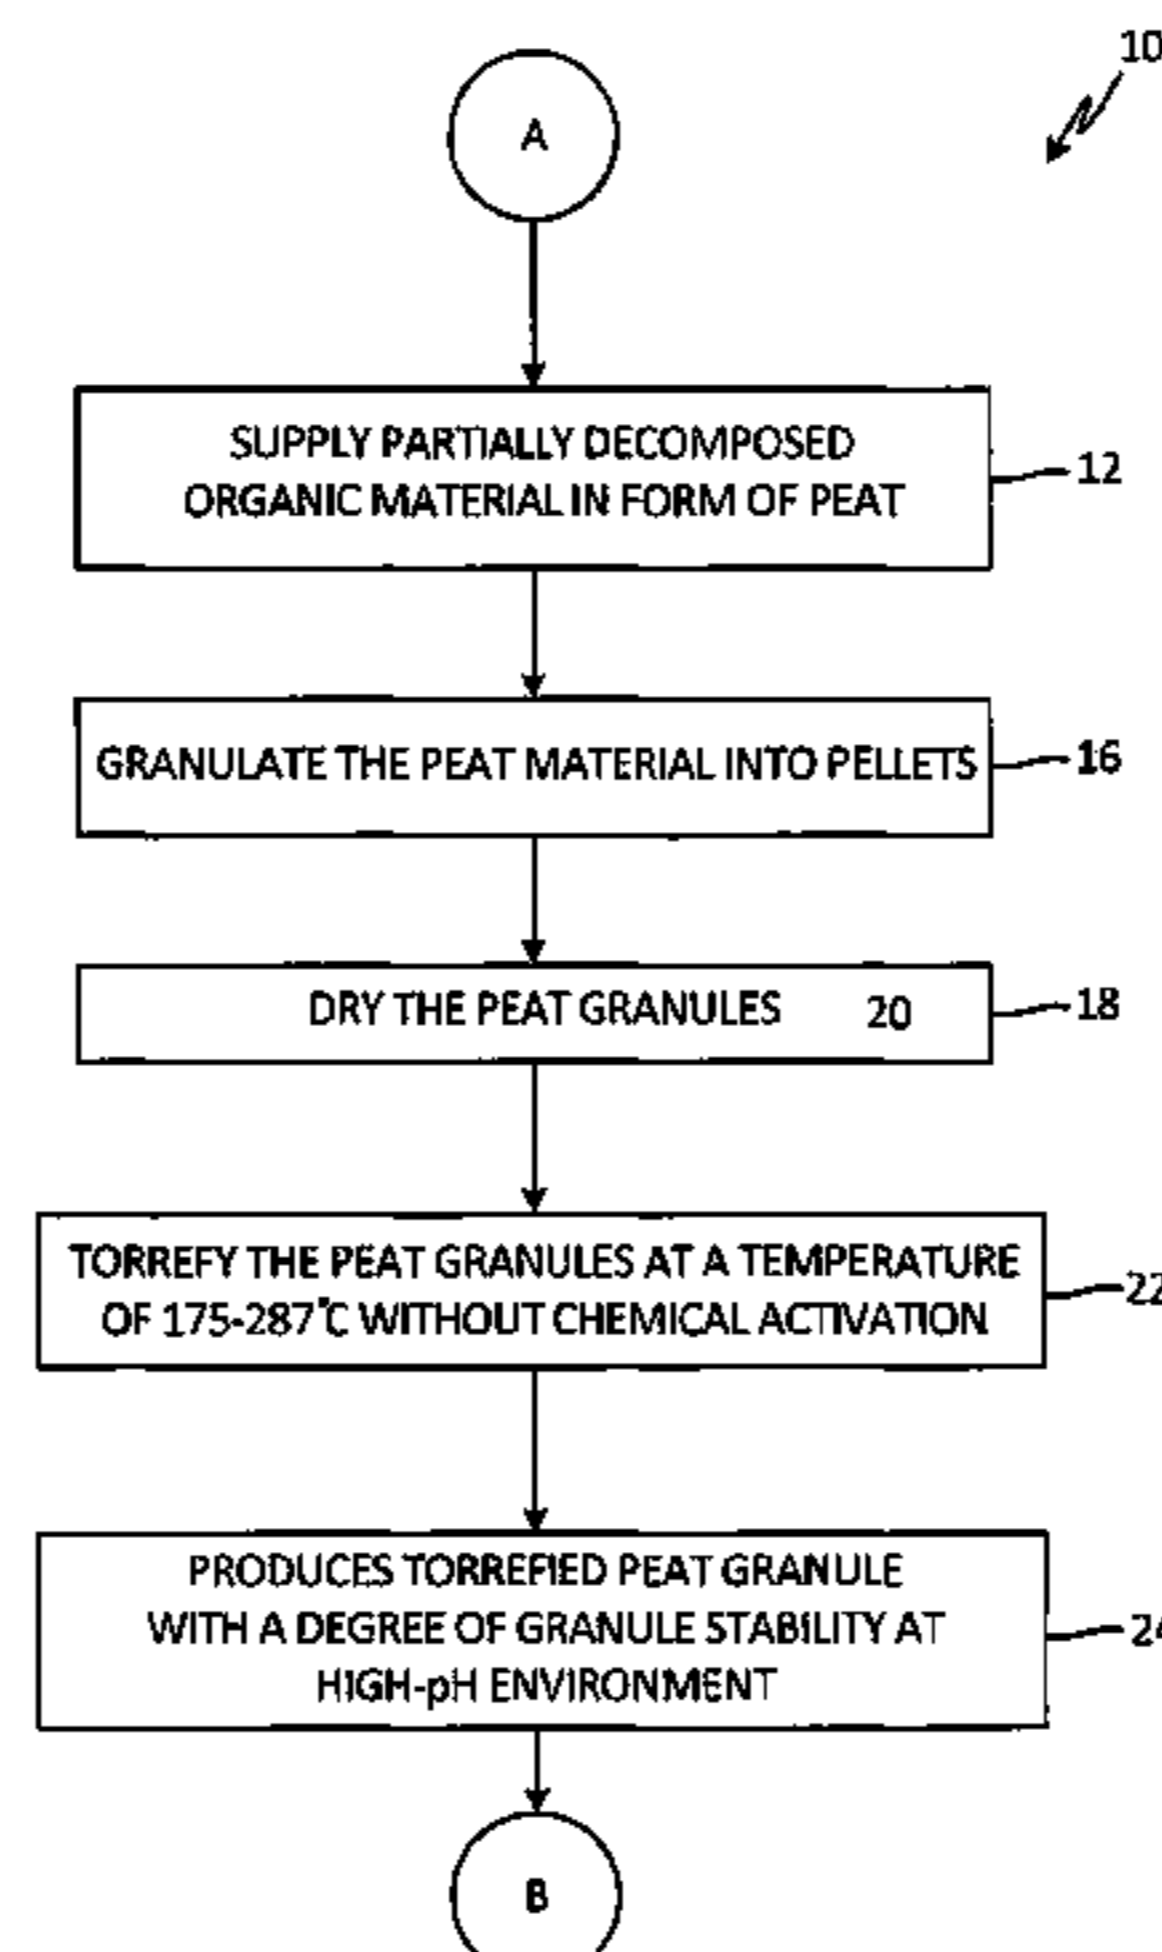 10
A
SUPPLY PARTIALLY DECOMPOSED
ORGANIC MATERIAL IN FORM OF PEAT
12
GRANULATE THE PEAT MATERIAL INTO PELLETS
16
DRY THE PEAT GRANULES 20
18
TORREFY THE PEAT GRANULES AT A TEMPERATURE
OF 175-287°C WITHOUT CHEMICAL ACTIVATION
22
PRODUCES TORREFIED PEAT GRANULE
WITH A DEGREE OF GRANULE STABILITY AT
HIGH-pH ENVIRONMENT
24
B